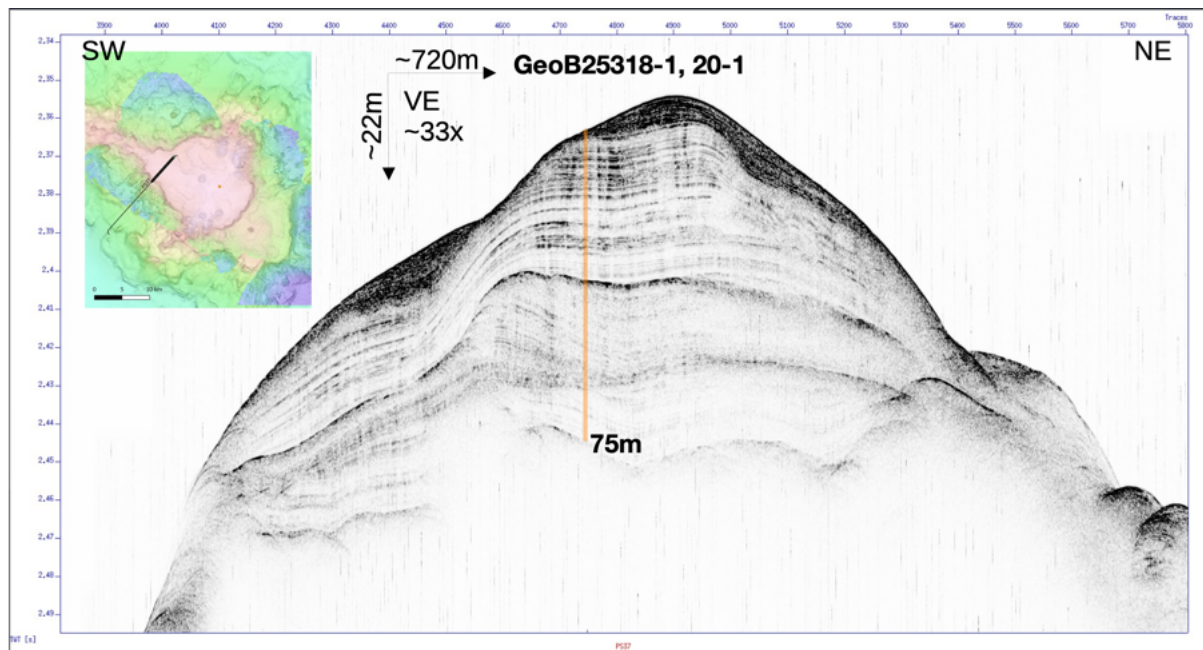 Traces
3900 4000 4100 4200 4300 4400 4500 4600 4700 4800 4900 5000 5100 5200 5300 5400 5500 5600 5700 5800
SW
~720m
GeoB25318-1, 20-1
NE
~22m
VE
~33x
2.34
2.35
2.36
2.37
2.38
2.39
2.4
2.41
2.42
2.43
2.44
2.45
2.46
2.47
2.48
2.49
0 5 10 km
75m
TWT [s]
PS37